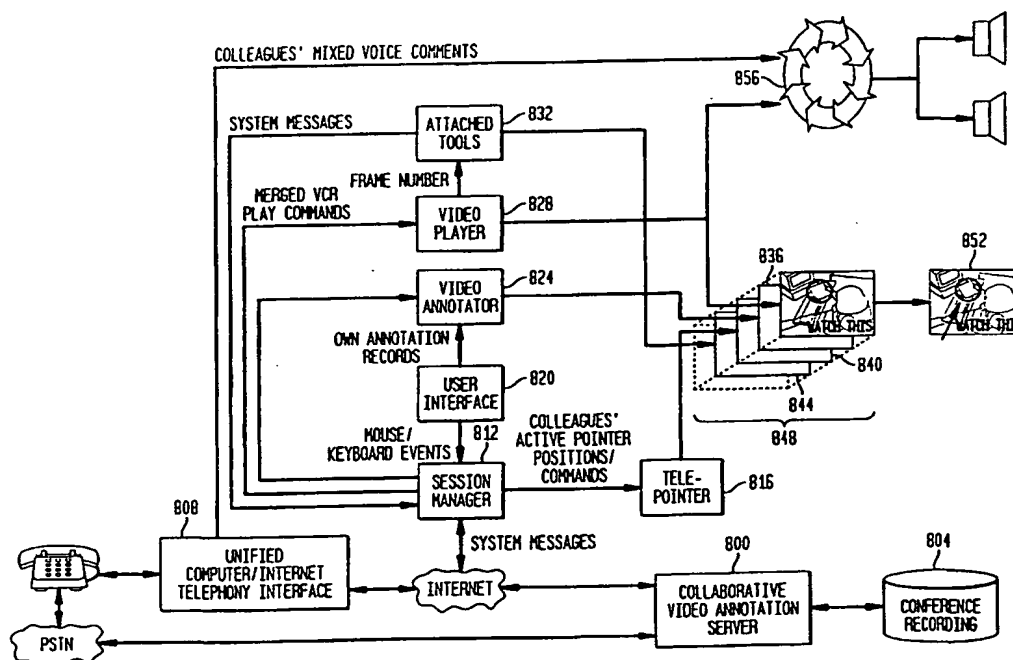 COLLEAGUES' MIXED VOICE COMMENTS
856
SYSTEM MESSAGES
ATTACHED
TOOLS
832
FRAME NUMBER
MERGED VCR
PLAY COMMANDS
VIDEO
PLAYER
828
836
852
VIDEO
ANNOTATOR
824
WATCH THIS
WATCH THIS
OWN ANNOTATION
RECORDS
840
USER
INTERFACE
820
844
848
MOUSE/
KEYBOARD EVENTS
812
COLLEAGUES'
ACTIVE POINTER
POSITIONS/
COMMANDS
SESSION
MANAGER
TELE-
POINTER
816
808
SYSTEM MESSAGES
800
804
UNIFIED
COMPUTER/INTERNET
TELEPHONY INTERFACE
INTERNET
COLLABORATIVE
VIDEO ANNOTATION
SERVER
CONFERENCE
RECORDING
PSTN